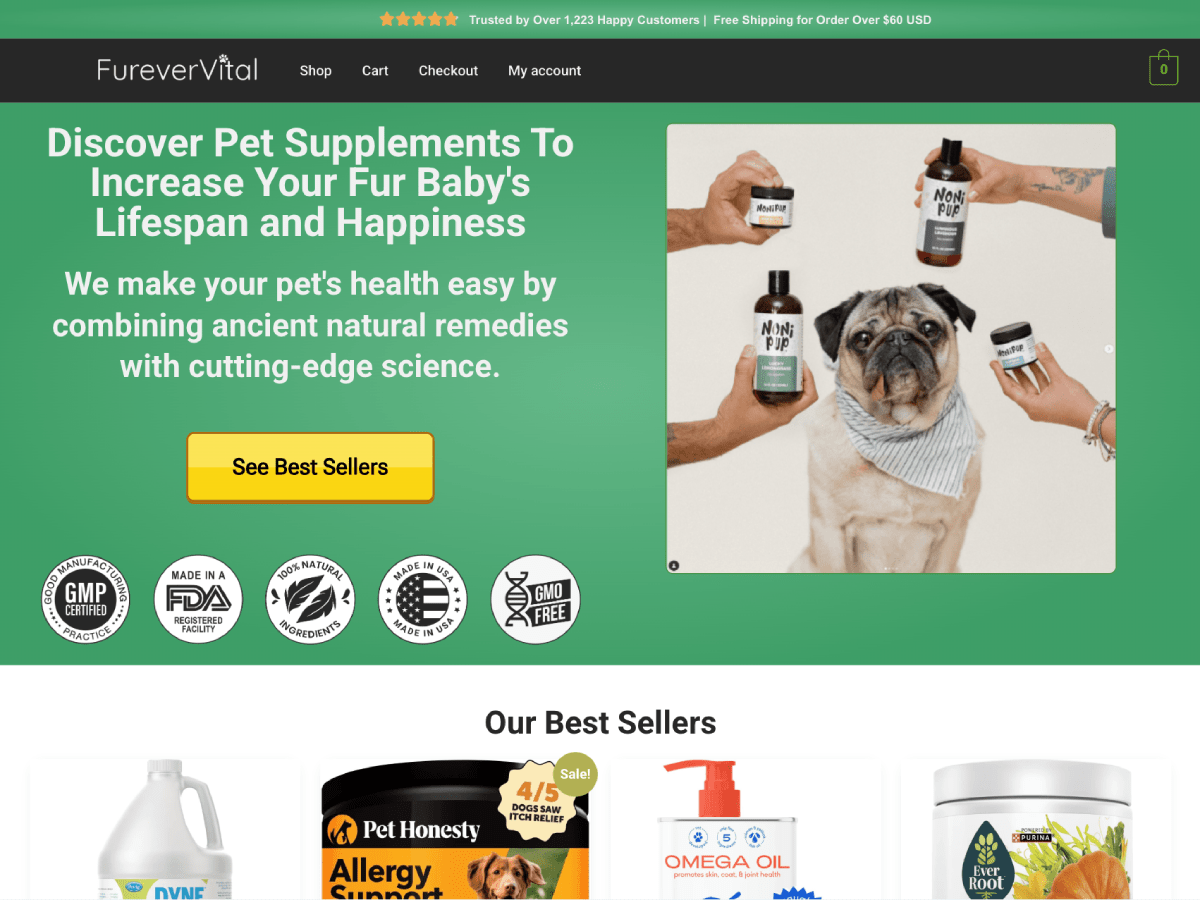 Trusted by Over 1,223 Happy Customers | Free Shipping for Order Over $60 USD
FureverVital
Shop
Cart
Checkout
My account
0
Discover Pet Supplements To
Increase Your Fur Baby's
Lifespan and Happiness
We make your pet's health easy by
combining ancient natural remedies
with cutting-edge science.
See Best Sellers
NONI
PUP
NONI
PUP
NONIPUP
NONIPUP
GOOD MANUFACTURING
GMP
CERTIFIED
PRACTICE
MADE IN A
FDA
REGISTERED
FACILITY
100% NATURAL
INGREDIENTS
MADE IN USA
MADE IN USA
GMO
FREE
Our Best Sellers
DYNE
Sale!
4/5
DOGS SAW
ITCH RELIEF
Pet Honesty
Allergy
Support
5
OMEGA OIL
promotes skin, coat, & joint health
POWERED BY
PURINA
Ever
Root